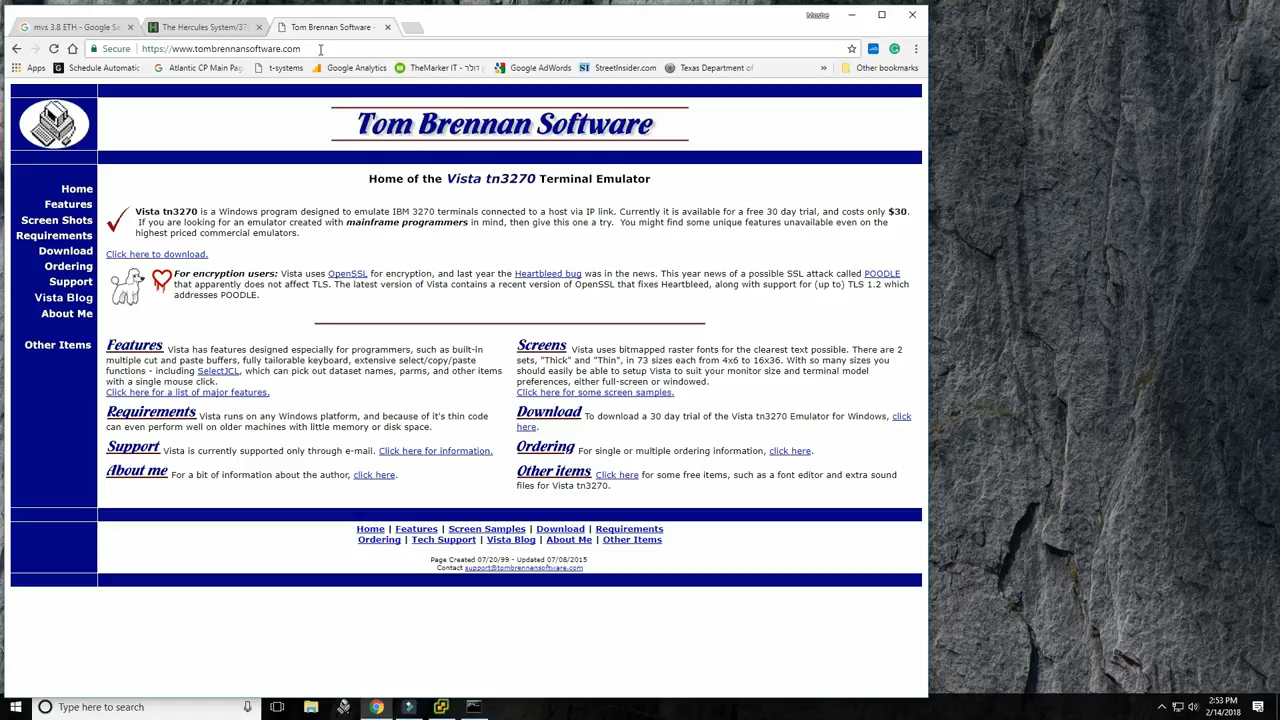 Moshe
mvs 3.8 ETH - Google Se
The Hercules System/37
Tom Brennan Software -
Secure
https://www.tombrennansoftware.com
Apps
Schedule Automatic
Atlantic CP Main Pag
t-systems
Google Analytics
TheMarker IT - דולר
Google AdWords
SI
StreetInsider.com
Texas Department of
»
Other bookmarks
Tom Brennan Software
Home of the Vista tn3270 Terminal Emulator
Home
Features
Screen Shots
Requirements
Download
Ordering
Support
Vista Blog
About Me
Other Items
Vista tn3270 is a Windows program designed to emulate IBM 3270 terminals connected to a host via IP link. Currently it is available for a free 30 day trial, and costs only $30.
If you are looking for an emulator created with mainframe programmers in mind, then give this one a try. You might find some unique features unavailable even on the
highest priced commercial emulators.
Click here to download.
For encryption users: Vista uses OpenSSL for encryption, and last year the Heartbleed bug was in the news. This year news of a possible SSL attack called POODLE
that apparently does not affect TLS. The latest version of Vista contains a recent version of OpenSSL that fixes Heartbleed, along with support for (up to) TLS 1.2 which
addresses POODLE.
Features Vista has features designed especially for programmers, such as built-in
multiple cut and paste buffers, fully tailorable keyboard, extensive select/copy/paste
functions - including SelectJCL, which can pick out dataset names, parms, and other items
with a single mouse click.
Click here for a list of major features.
Screens Vista uses bitmapped raster fonts for the clearest text possible. There are 2
sets, "Thick" and "Thin", in 73 sizes each from 4x6 to 16x36. With so many sizes you
should easily be able to setup Vista to suit your monitor size and terminal model
preferences, either full-screen or windowed.
Click here for some screen samples.
Requirements Vista runs on any Windows platform, and because of it's thin code
can even perform well on older machines with little memory or disk space.
Download To download a 30 day trial of the Vista tn3270 Emulator for Windows, click
here.
Support Vista is currently supported only through e-mail. Click here for information.
Ordering For single or multiple ordering information, click here.
About me For a bit of information about the author, click here.
Other items Click here for some free items, such as a font editor and extra sound
files for Vista tn3270.
Home | Features | Screen Samples | Download | Requirements
Ordering | Tech Support | Vista Blog | About Me | Other Items
Page Created 07/20/99 - Updated 07/08/2015
Contact support@tombrennansoftware.com
Type here to search
2:53 PM
2/14/2018